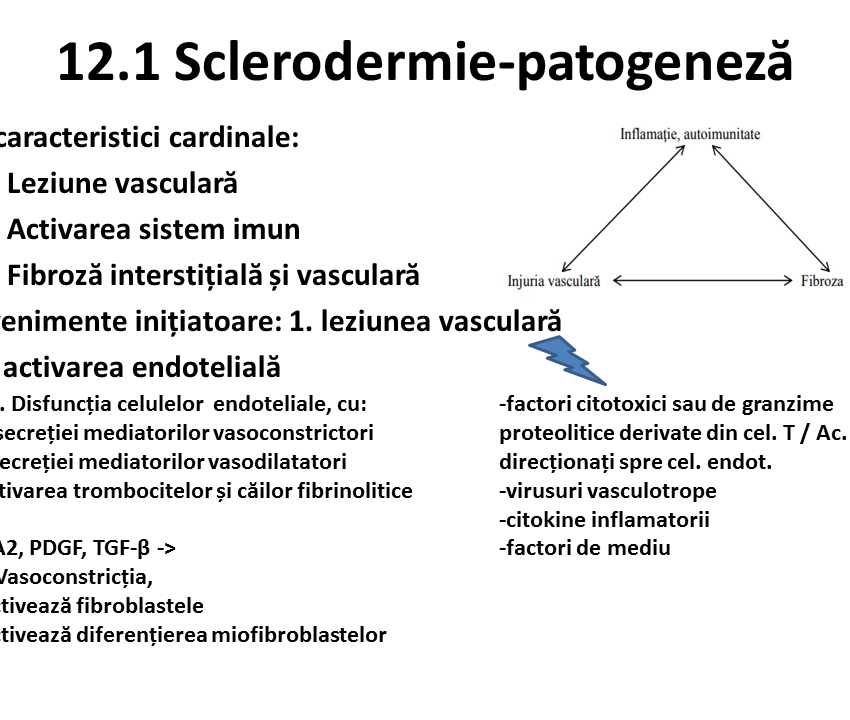 12.1 Sclerodermie-patogeneză
caracteristici cardinale:
Leziune vasculară
Activarea sistem imun
Fibroză interstițială și vasculară
venimente inițiatoare: 1. leziunea vasculară
activarea endotelială
. Disfuncția celulelor endoteliale, cu:
secreției mediatorilor vasoconstrictori
ecreției mediatorilor vasodilatatori
tivarea trombocitelor și căilor fibrinolitice
A2, PDGF, TGF-β ->
Vasoconstricția,
ctivează fibroblastele
ctivează diferențierea miofibroblastelor
Inflamație, autoimunitate
Injuria vasculară
Fibroza
-factori citotoxici sau de granzime
proteolitice derivate din cel. T / Ac.
direcționați spre cel. endot.
-virusuri vasculotrope
-citokine inflamatorii
-factori de mediu